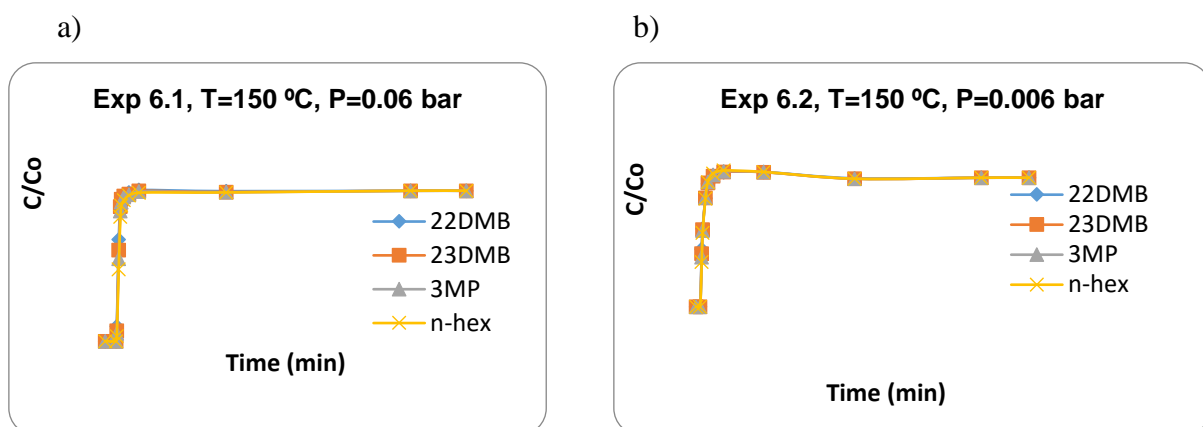 a)
Exp 6.1, T=150 ºC, P=0.06 bar
C/Co
22DMB
23DMB
3MP
n-hex
Time (min)
b)
Exp 6.2, T=150 ºC, P=0.006 bar
C/Co
22DMB
23DMB
3MP
n-hex
Time (min)